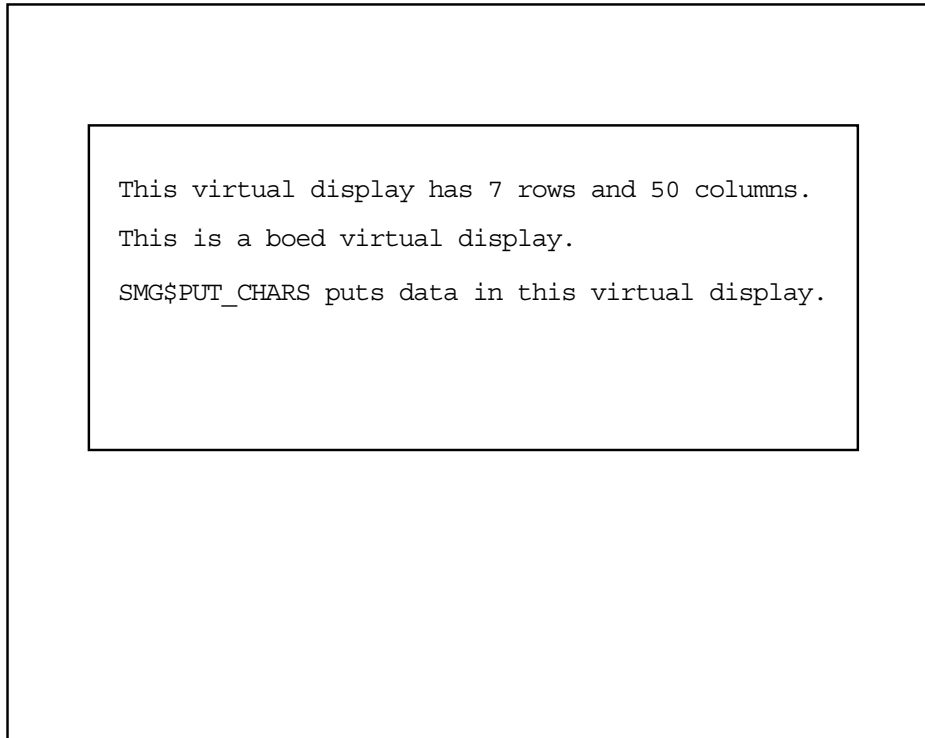 This virtual display has 7 rows and 50 columns.
This is a boed virtual display.
SMG$PUT_CHARS puts data in this virtual display.